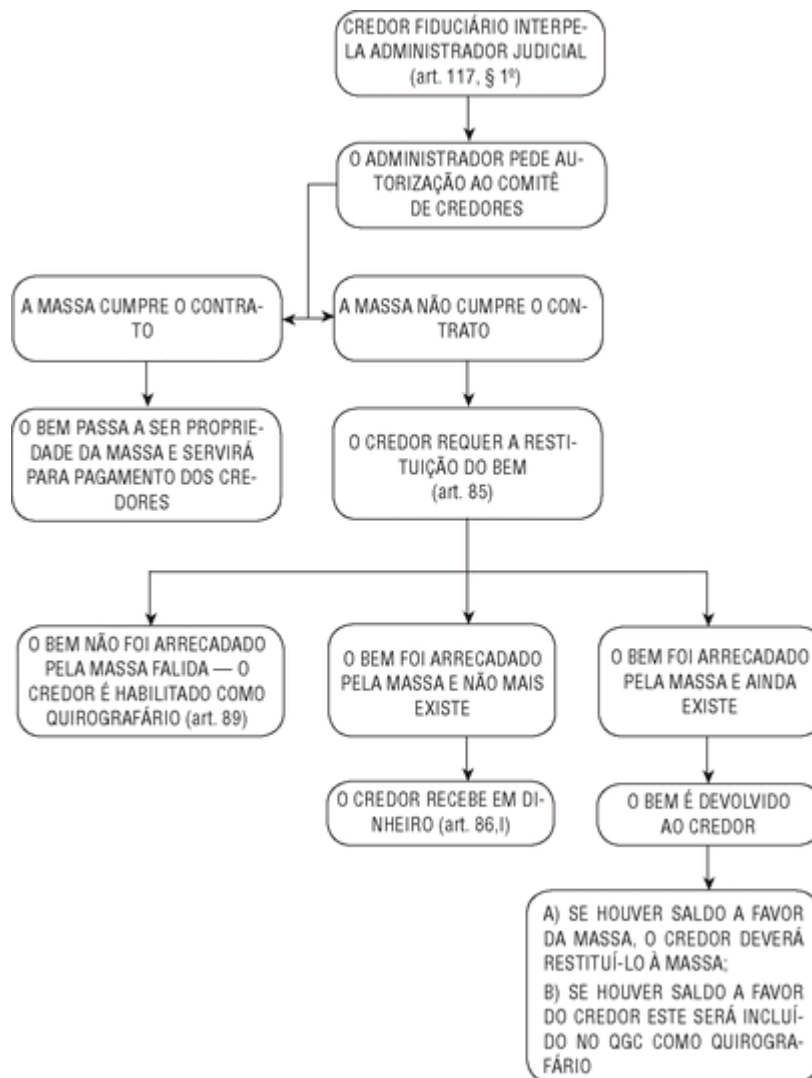 CREDOR FIDUCIÁRIO INTERPE-
LA ADMINISTRADOR JUDICIAL
(art. 117, § 1º)
O ADMINISTRADOR PEDE AU-
TORIZAÇÃO AO COMITÊ
DE CREDORES
A MASSA CUMPRE O CONTRA-
TO
A MASSA NÃO CUMPRE O CON-
TRATO
O BEM PASSA A SER PROPRIE-
DADE DA MASSA E SERVIRÁ
PARA PAGAMENTO DOS CRE-
DORES
O CREDOR REQUER A RESTI-
TUIÇÃO DO BEM
(art. 85)
O BEM NÃO FOI ARRECADADO
PELA MASSA FALIDA — O
CREDOR É HABILITADO COMO
QUIROGRAFÁRIO (art. 89)
O BEM FOI ARRECADADO
PELA MASSA E NÃO MAIS
EXISTE
O BEM FOI ARRECADADO
PELA MASSA E AINDA
EXISTE
O CREDOR RECEBE EM DI-
NHEIRO (art. 86,I)
O BEM É DEVOLVIDO
AO CREDOR
A) SE HOUVER SALDO A FAVOR
DA MASSA, O CREDOR DEVERÁ
RESTITUÍ-LO À MASSA;
B) SE HOUVER SALDO A FAVOR
DO CREDOR ESTE SERÁ INCLUÍ-
DO NO QGC COMO QUIROGRA-
FÁRIO